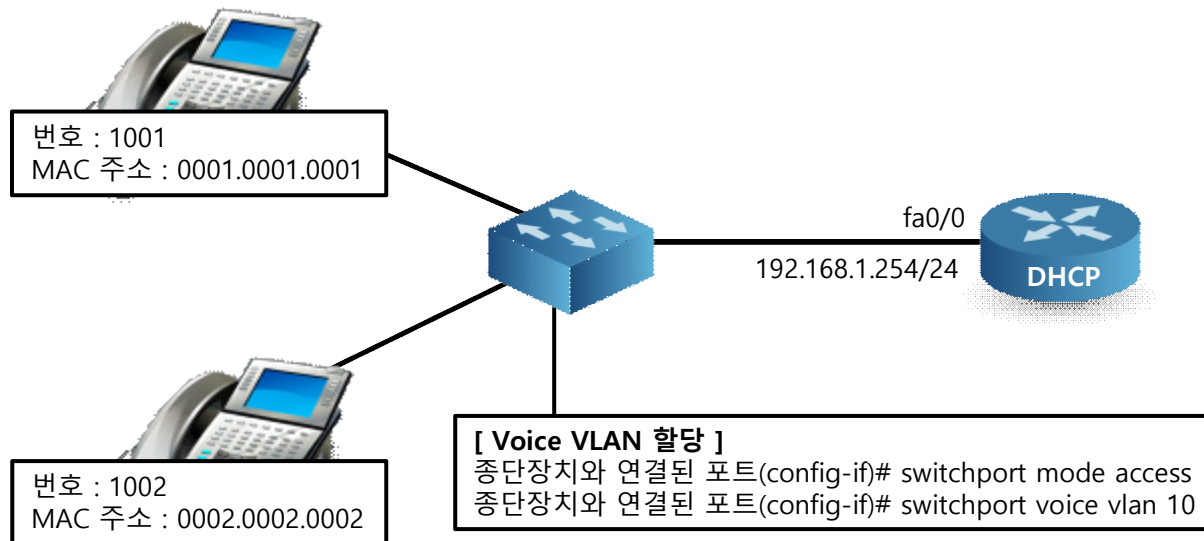 번호 : 1001
MAC 주소 : 0001.0001.0001
fa0/0
192.168.1.254/24
DHCP
번호 : 1002
MAC 주소 : 0002.0002.0002
[ Voice VLAN 할당 ]
종단장치와 연결된 포트(config-if)# switchport mode access
종단장치와 연결된 포트(config-if)# switchport voice vlan 10